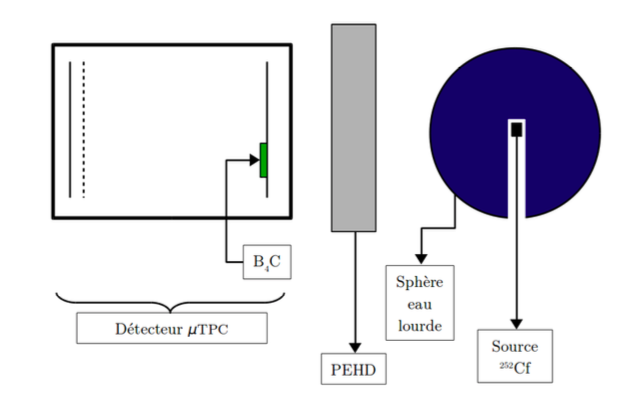 B₄C
Détecteur μTPC
PEHD
Sphère
eau
lourde
Source
²⁵²Cf